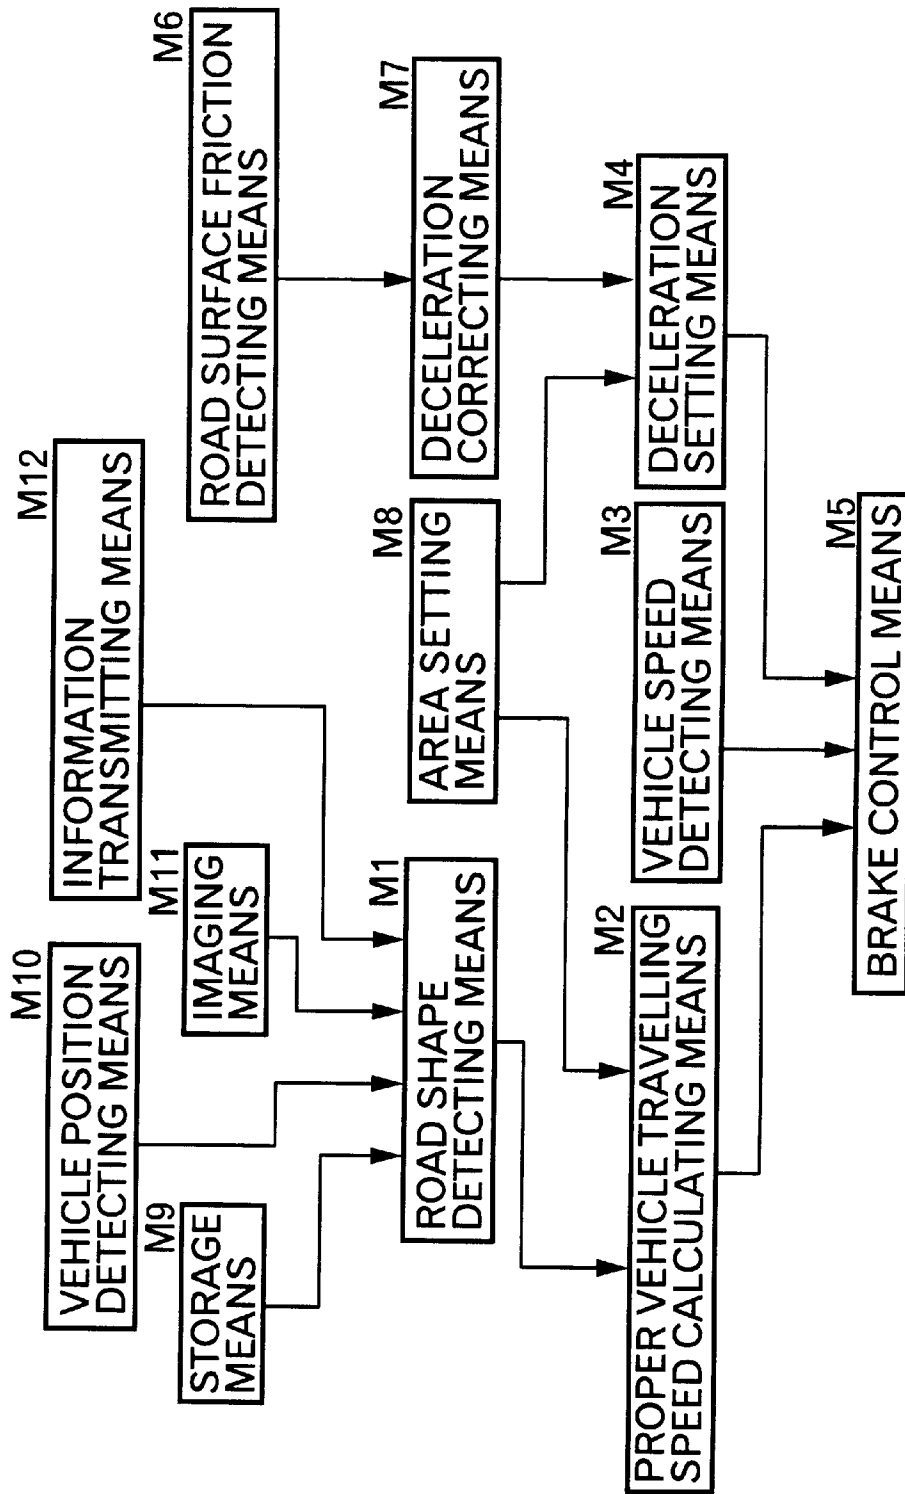 M10
VEHICLE POSITION
DETECTING MEANS
M12
INFORMATION
TRANSMITTING MEANS
M9
STORAGE
MEANS
M11
IMAGING
MEANS
M6
ROAD SURFACE FRICTION
DETECTING MEANS
M1
ROAD SHAPE
DETECTING MEANS
M8
AREA SETTING
MEANS
M7
DECELERATION
CORRECTING MEANS
M2
PROPER VEHICLE TRAVELLING
SPEED CALCULATING MEANS
M3
VEHICLE SPEED
DETECTING MEANS
M4
DECELERATION
SETTING MEANS
M5
BRAKE CONTROL MEANS